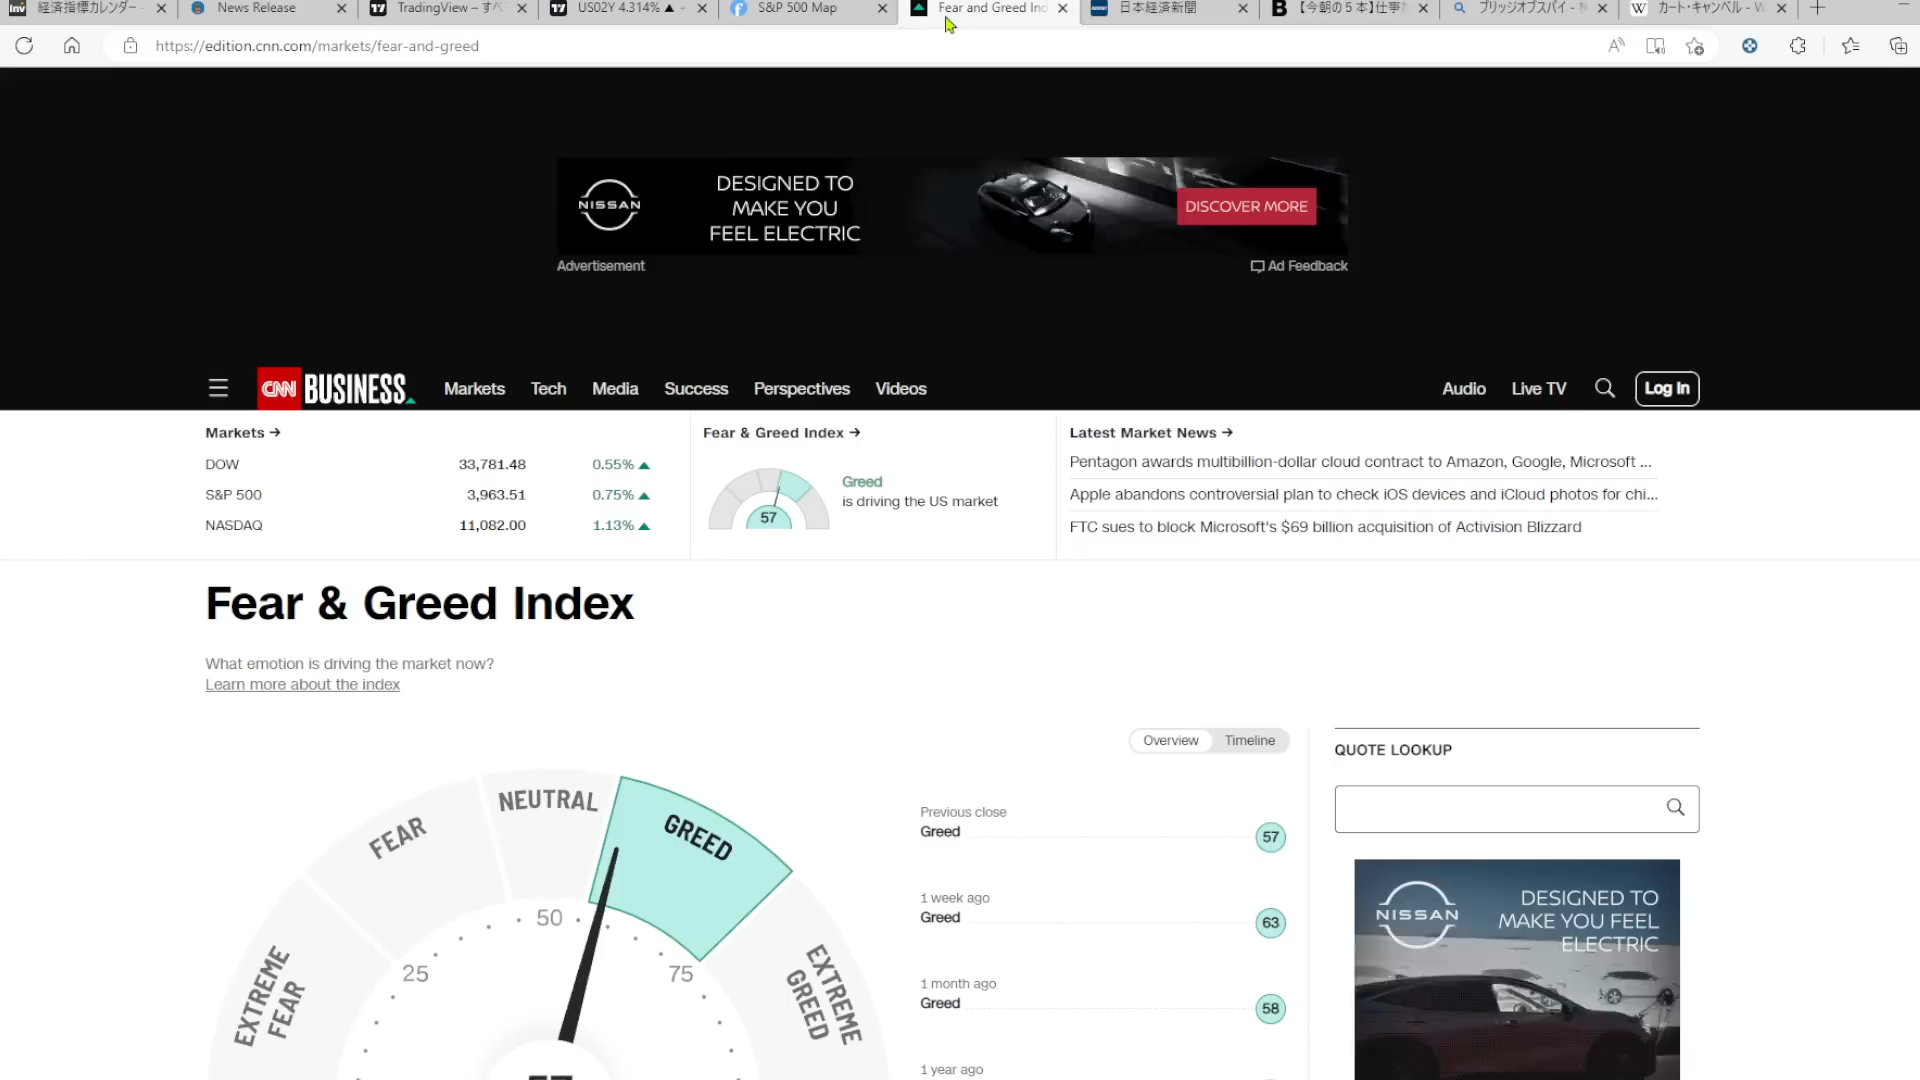 経済指標カレンダー
News Release
TradingView – すべ
US02Y 4.314% ▲
S&P 500 Map
Fear and Greed Ind
日本経済新聞
【今朝の5本】仕事
ブリッジオブスパイ -
カート・キャンベル - W
https://edition.cnn.com/markets/fear-and-greed
NISSAN
DESIGNED TO
MAKE YOU
FEEL ELECTRIC
DISCOVER MORE
Advertisement
Ad Feedback
CNN BUSINESS
Markets
Tech
Media
Success
Perspectives
Videos
Audio
Live TV
Log In
Markets →
DOW 33,781.48 0.55% ▲
S&P 500 3,963.51 0.75% ▲
NASDAQ 11,082.00 1.13% ▲
Fear & Greed Index →
57
Greed
is driving the US market
Latest Market News →
Pentagon awards multibillion-dollar cloud contract to Amazon, Google, Microsoft ...
Apple abandons controversial plan to check iOS devices and iCloud photos for chi...
FTC sues to block Microsoft's $69 billion acquisition of Activision Blizzard
Fear & Greed Index
What emotion is driving the market now?
Learn more about the index
Overview
Timeline
EXTREME FEAR
FEAR
NEUTRAL
GREED
EXTREME GREED
25
50
75
Previous close
Greed 57
1 week ago
Greed 63
1 month ago
Greed 58
1 year ago
QUOTE LOOKUP
NISSAN
DESIGNED TO
MAKE YOU FEEL
ELECTRIC